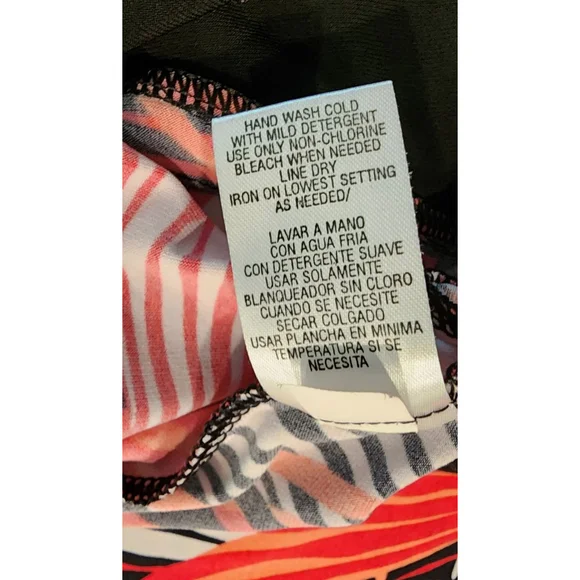 HAND WASH COLD
WITH MILD DETERGENT
USE ONLY NON-CHLORINE
BLEACH WHEN NEEDED
LINE DRY
IRON ON LOWEST SETTING
AS NEEDED/
LAVAR A MANO
CON AGUA FRIA
CON DETERGENTE SUAVE
USAR SOLAMENTE
BLANQUEADOR SIN CLORO
CUANDO SE NECESITE
SECAR COLGADO
USAR PLANCHA EN MINIMA
TEMPERATURA SI SE
NECESITA